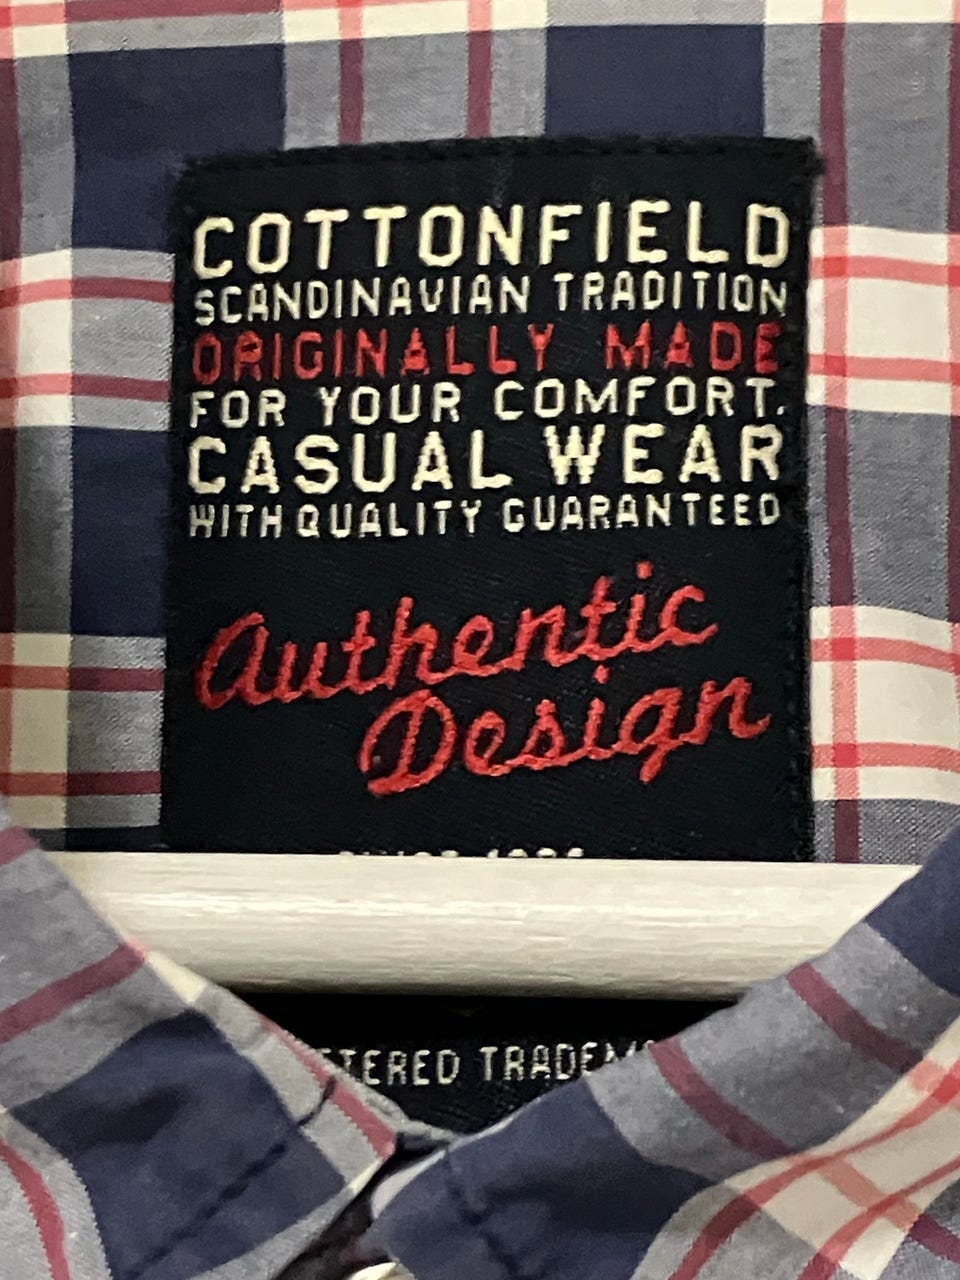 COTTONFIELD
SCANDINAVIAN TRADITION
ORIGINALLY MADE
FOR YOUR COMFORT.
CASUAL WEAR
WITH QUALITY GUARANTEED
Authentic
Design